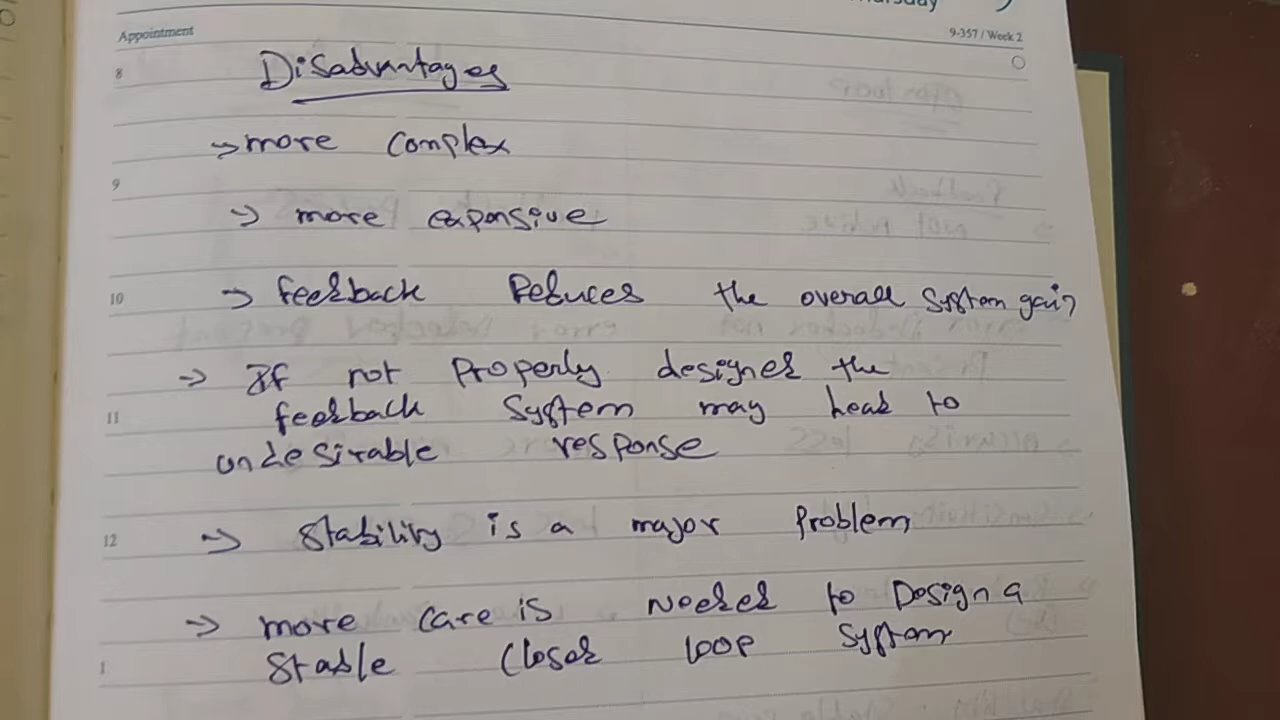 Thursday
Appointment
9-357 / Week 2
8
Disadvantages
→ more complex
9
→ more expensive
10
→ feedback Reduces the overall system gain
→ If not properly designed the
11
feedback system may lead to
undesirable response
12
→ Stability is a major problem
→ more care is Needed to Design a
1
Stable Closed loop system